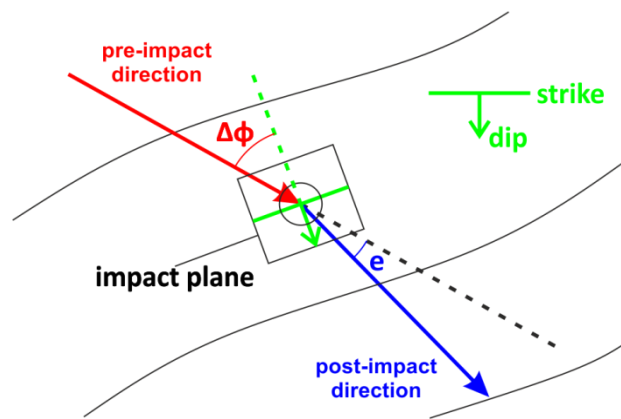 pre-impact
direction
Δϕ
strike
dip
impact plane
e
post-impact
direction